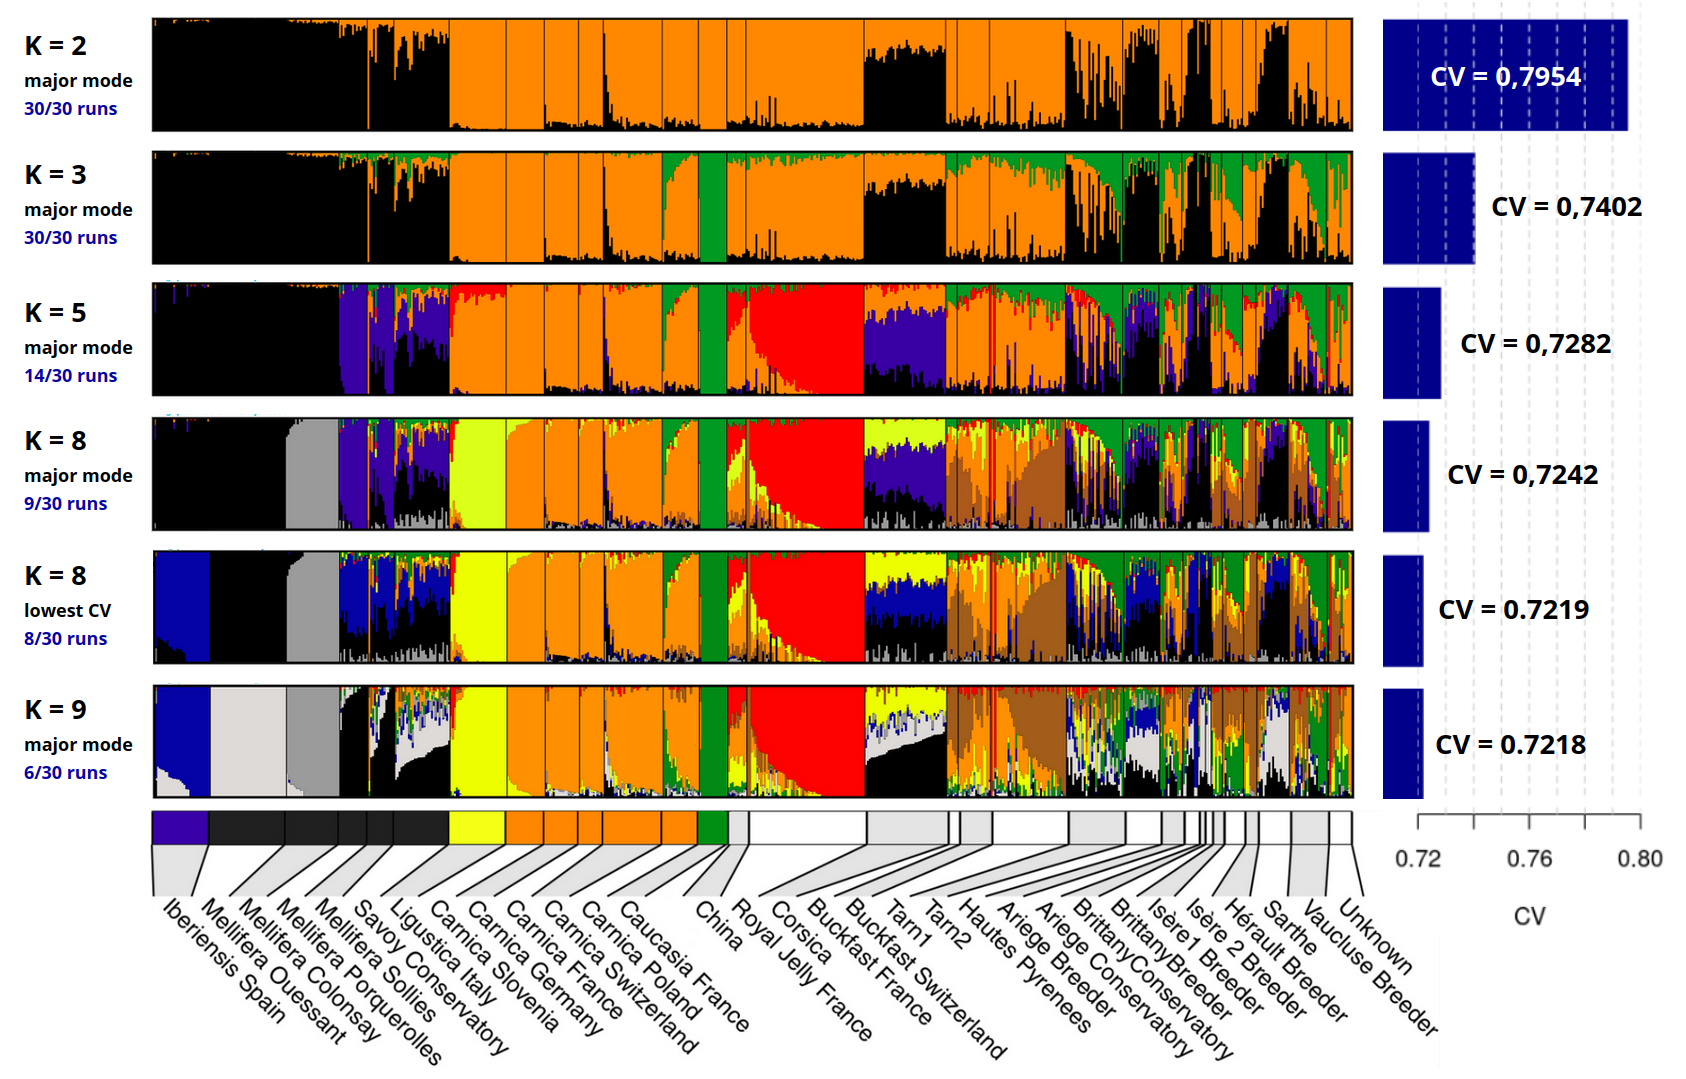 K = 2
major mode
30/30 runs
CV = 0,7954
K = 3
major mode
30/30 runs
CV = 0,7402
K = 5
major mode
14/30 runs
CV = 0,7282
K = 8
major mode
9/30 runs
CV = 0,7242
K = 8
lowest CV
8/30 runs
CV = 0.7219
K = 9
major mode
6/30 runs
CV = 0.7218
0.72
0.76
0.80
CV
Iberiensis Spain
Mellifera Ouessant
Mellifera Colonsay
Mellifera Porquerolles
Mellifera Sollies
Savoy Conservatory
Ligustica Italy
Carnica Slovenia
Carnica Germany
Carnica France
Carnica Switzerland
Carnica Poland
Caucasia France
China
Royal Jelly France
Corsica
Buckfast France
Buckfast Switzerland
Tarn1
Tarn2
Hautes Pyrenees
Ariege Breeder
Ariege Conservatory
BrittanyConservatory
BrittanyBreeder
Isère1 Breeder
Isère 2 Breeder
Hérault Breeder
Sarthe
Vaucluse Breeder
Unknown